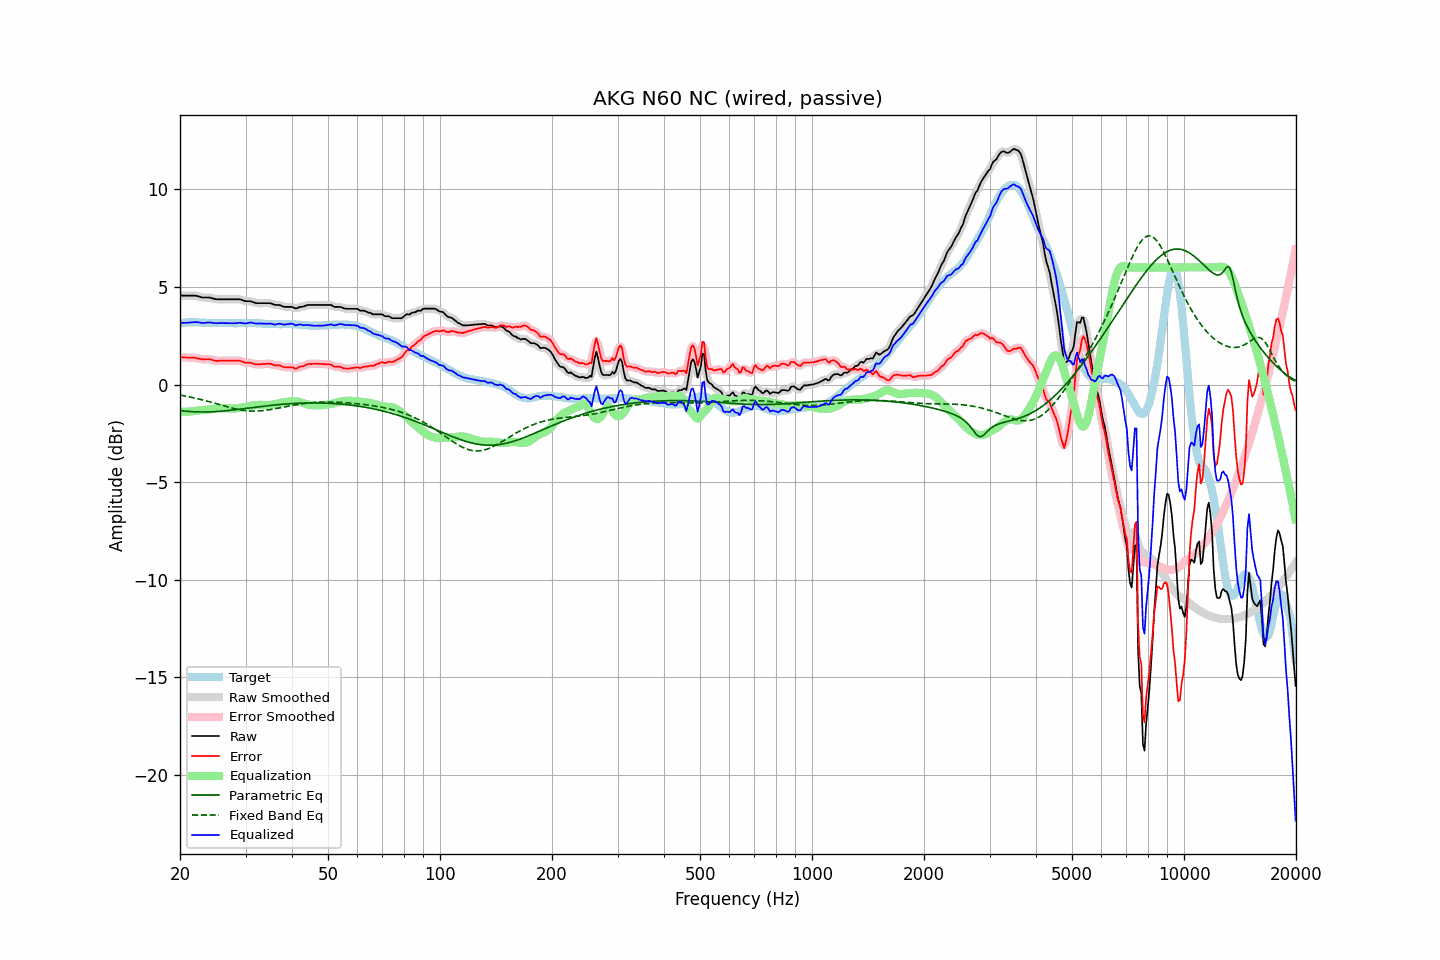 AKG N60 NC (wired, passive)
10
5
0
−5
−10
−15
−20
Amplitude (dBr)
Target
Raw Smoothed
Error Smoothed
Raw
Error
Equalization
Parametric Eq
Fixed Band Eq
Equalized
20 50 100 200 500 1000 2000 5000 10000 20000
Frequency (Hz)